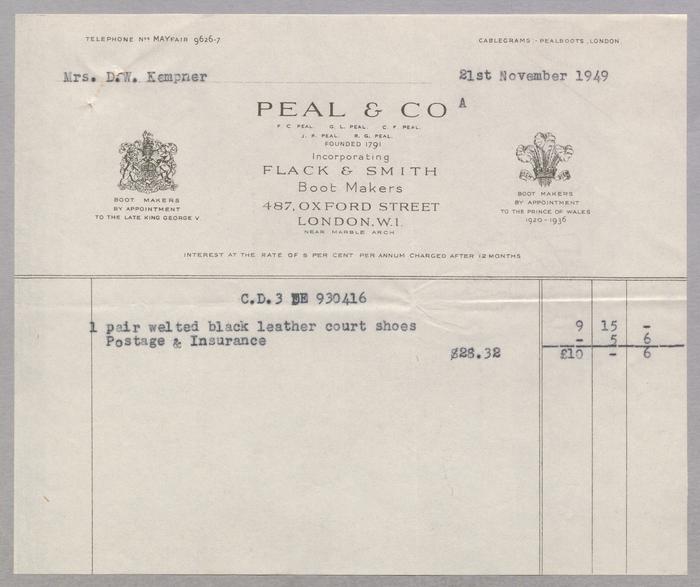 TELEPHONE Nos MAYFAIR 9626-7
CABLEGRAMS:- PEALBOOTS, LONDON.
Mrs. D.W. Kempner
21st November 1949
PEAL & CO
A
F. C. PEAL. G. L. PEAL. C. F. PEAL.
J. R. PEAL. R. G. PEAL.
FOUNDED 1791
Incorporating
FLACK & SMITH
Boot Makers
487, OXFORD STREET
LONDON, W.1.
NEAR MARBLE ARCH
BOOT MAKERS
BY APPOINTMENT
TO THE LATE KING GEORGE V
BOOT MAKERS
BY APPOINTMENT
TO THE PRINCE OF WALES
1920-1936
INTEREST AT THE RATE OF 5 PER CENT PER ANNUM CHARGED AFTER 12 MONTHS
C.D.3 DE 930416
1 pair welted black leather court shoes 9 15 -
Postage & Insurance - 5 6
$28.32 £10 - 6